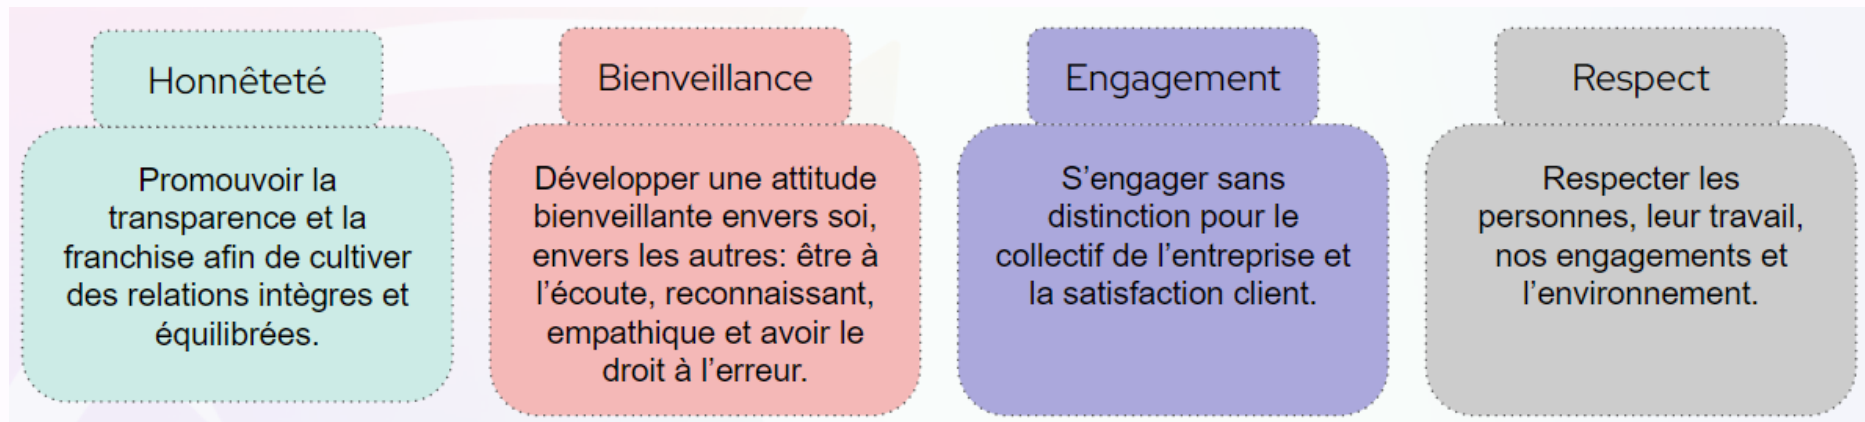 Honnêteté
Promouvoir la
transparence et la
franchise afin de cultiver
des relations intègres et
équilibrées.
Bienveillance
Développer une attitude
bienveillante envers soi,
envers les autres: être à
l’écoute, reconnaissant,
empathique et avoir le
droit à l’erreur.
Engagement
S’engager sans
distinction pour le
collectif de l’entreprise et
la satisfaction client.
Respect
Respecter les
personnes, leur travail,
nos engagements et
l’environnement.